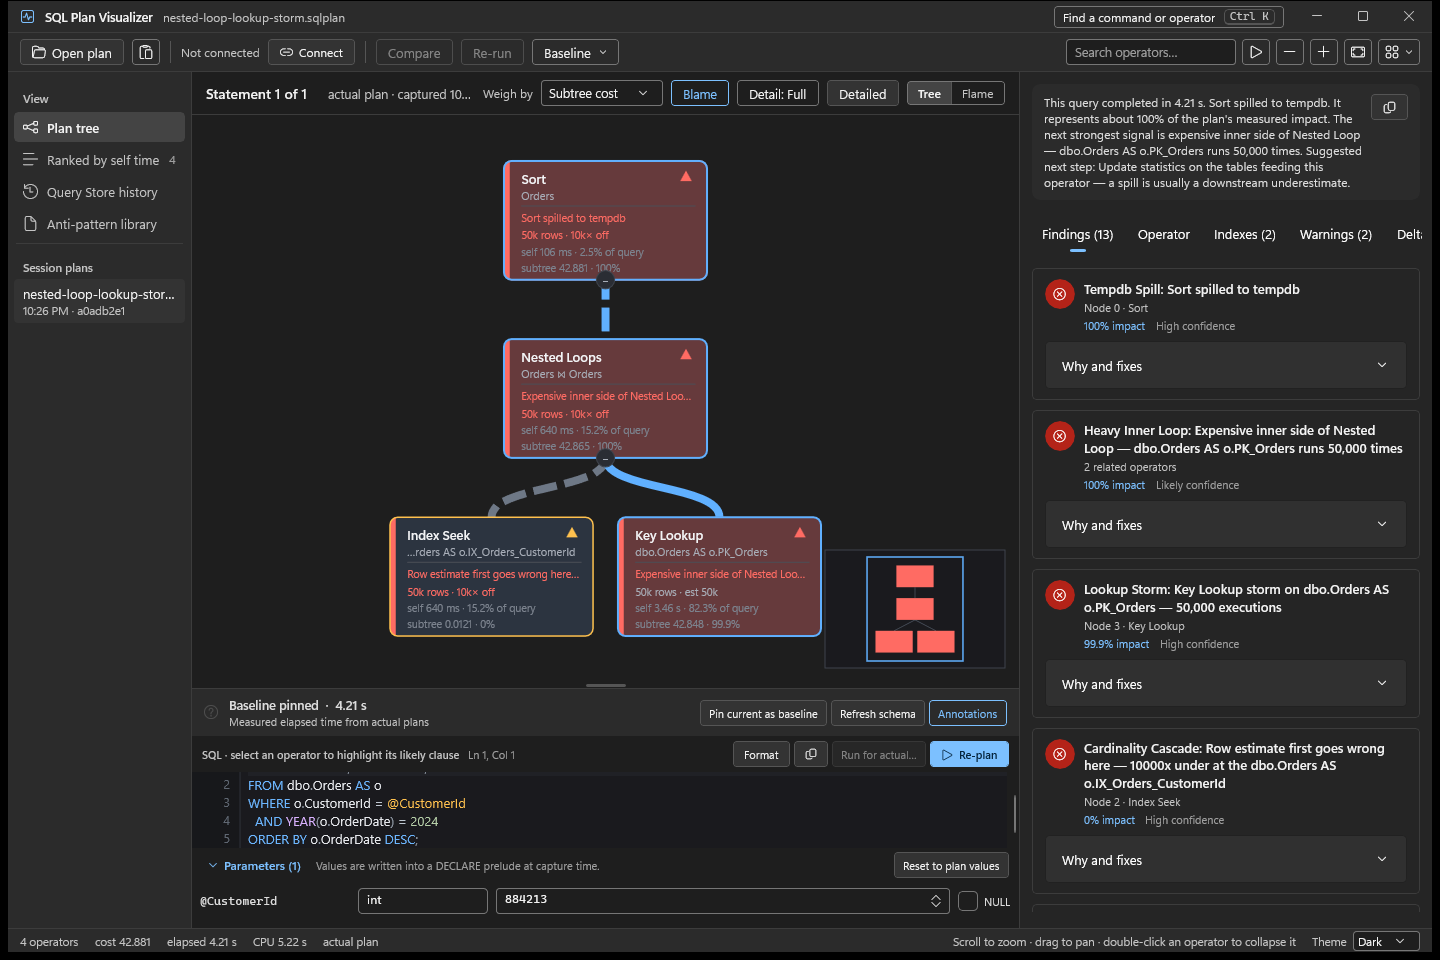 SQL Plan Visualizer nested-loop-lookup-storm.sqlplan
Find a command or operator Ctrl K
Open plan
Not connected
Connect
Compare
Re-run
Baseline
Search operators...
View
Plan tree
Ranked by self time 4
Query Store history
Anti-pattern library
Session plans
nested-loop-lookup-stor...
10:26 PM · a0adb2e1
Statement 1 of 1
actual plan · captured 10...
Weigh by
Subtree cost
Blame
Detail: Full
Detailed
Tree
Flame
Sort
Orders
Sort spilled to tempdb
50k rows · 10k× off
self 106 ms · 2.5% of query
subtree 42.881 · 100%
Nested Loops
Orders ⋈ Orders
Expensive inner side of Nested Loo...
50k rows · 10k× off
self 640 ms · 15.2% of query
subtree 42.865 · 100%
Index Seek
...rders AS o.IX_Orders_CustomerId
Row estimate first goes wrong here...
50k rows · 10k× off
self 640 ms · 15.2% of query
subtree 0.0121 · 0%
Key Lookup
dbo.Orders AS o.PK_Orders
Expensive inner side of Nested Loo...
50k rows · est 50k
self 3.46 s · 82.3% of query
subtree 42.848 · 99.9%
Baseline pinned · 4.21 s
Measured elapsed time from actual plans
Pin current as baseline
Refresh schema
Annotations
SQL · select an operator to highlight its likely clause Ln 1, Col 1
Format
Run for actual...
Re-plan
2 FROM dbo.Orders AS o
3 WHERE o.CustomerId = @CustomerId
4 AND YEAR(o.OrderDate) = 2024
5 ORDER BY o.OrderDate DESC;
Parameters (1) Values are written into a DECLARE prelude at capture time.
Reset to plan values
@CustomerId
int
884213
NULL
This query completed in 4.21 s. Sort spilled to tempdb. It
represents about 100% of the plan's measured impact. The
next strongest signal is expensive inner side of Nested Loop
— dbo.Orders AS o.PK_Orders runs 50,000 times. Suggested
next step: Update statistics on the tables feeding this
operator — a spill is usually a downstream underestimate.
Findings (13)
Operator
Indexes (2)
Warnings (2)
Delta
Tempdb Spill: Sort spilled to tempdb
Node 0 · Sort
100% impact High confidence
Why and fixes
Heavy Inner Loop: Expensive inner side of Nested
Loop — dbo.Orders AS o.PK_Orders runs 50,000 times
2 related operators
100% impact Likely confidence
Why and fixes
Lookup Storm: Key Lookup storm on dbo.Orders AS
o.PK_Orders — 50,000 executions
Node 3 · Key Lookup
99.9% impact High confidence
Why and fixes
Cardinality Cascade: Row estimate first goes wrong
here — 10000x under at the dbo.Orders AS
o.IX_Orders_CustomerId
Node 2 · Index Seek
0% impact High confidence
Why and fixes
4 operators cost 42.881 elapsed 4.21 s CPU 5.22 s actual plan
Scroll to zoom · drag to pan · double-click an operator to collapse it
Theme
Dark